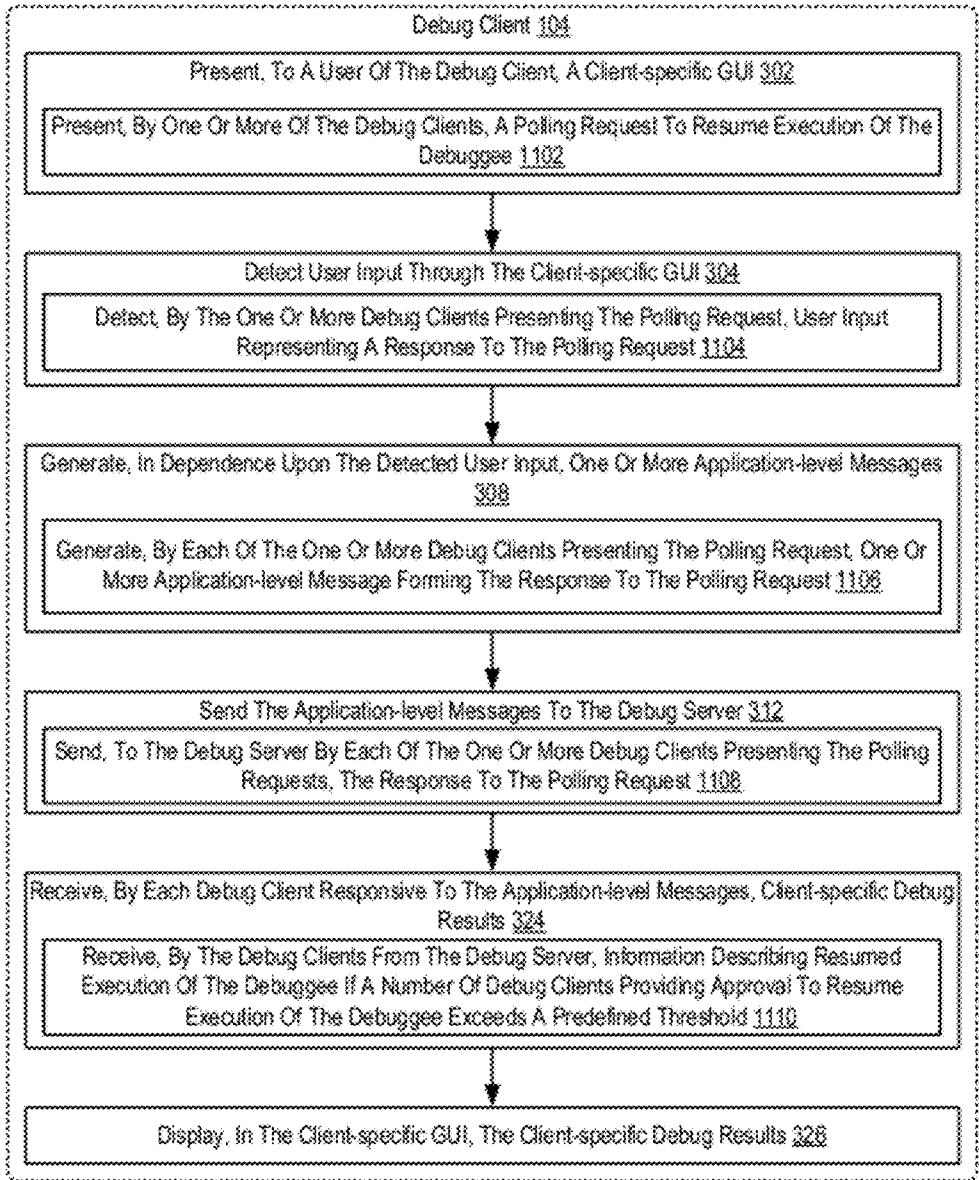 Debug Client 104
Present, To A User Of The Debug Client, A Client-specific GUI 302
Present, By One Or More Of The Debug Clients, A Polling Request To Resume Execution Of The
Debuggee 1102
Detect User Input Through The Client-specific GUI 304
Detect, By The One Or More Debug Clients Presenting The Polling Request, User Input
Representing A Response To The Polling Request 1104
Generate, In Dependence Upon The Detected User Input, One Or More Application-level Messages
308
Generate, By Each Of The One Or More Debug Clients Presenting The Polling Request, One Or
More Application-level Message Forming The Response To The Polling Request 1106
Send The Application-level Messages To The Debug Server 312
Send, To The Debug Server By Each Of The One Or More Debug Clients Presenting The Polling
Requests, The Response To The Polling Request 1108
Receive, By Each Debug Client Responsive To The Application-level Messages, Client-specific Debug
Results 324
Receive, By The Debug Clients From The Debug Server, Information Describing Resumed
Execution Of The Debuggee If A Number Of Debug Clients Providing Approval To Resume
Execution Of The Debuggee Exceeds A Predefined Threshold 1110
Display, In The Client-specific GUI, The Client-specific Debug Results 326